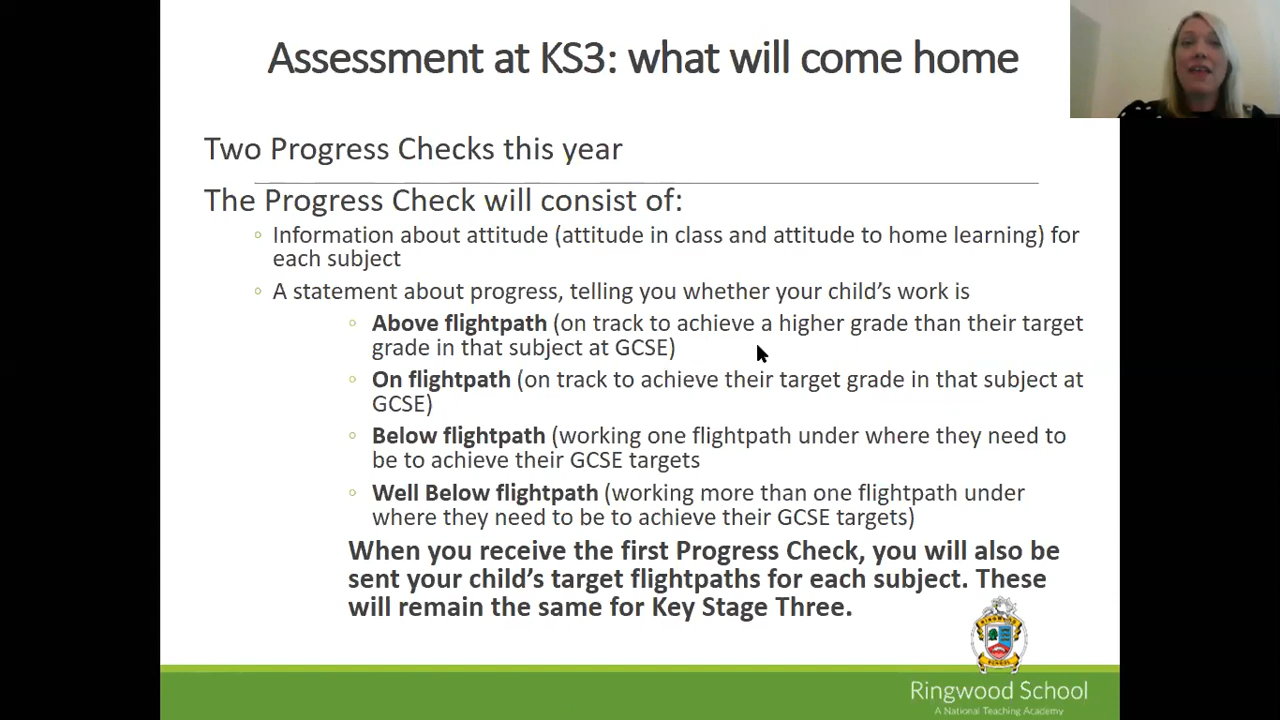 Assessment at KS3: what will come home
Two Progress Checks this year
The Progress Check will consist of:
◦ Information about attitude (attitude in class and attitude to home learning) for
each subject
◦ A statement about progress, telling you whether your child's work is
◦ Above flightpath (on track to achieve a higher grade than their target
grade in that subject at GCSE)
◦ On flightpath (on track to achieve their target grade in that subject at
GCSE)
◦ Below flightpath (working one flightpath under where they need to
be to achieve their GCSE targets
◦ Well Below flightpath (working more than one flightpath under
where they need to be to achieve their GCSE targets)
When you receive the first Progress Check, you will also be
sent your child's target flightpaths for each subject. These
will remain the same for Key Stage Three.
RINGWOOD
SCHOOL
Ringwood School
A National Teaching Academy